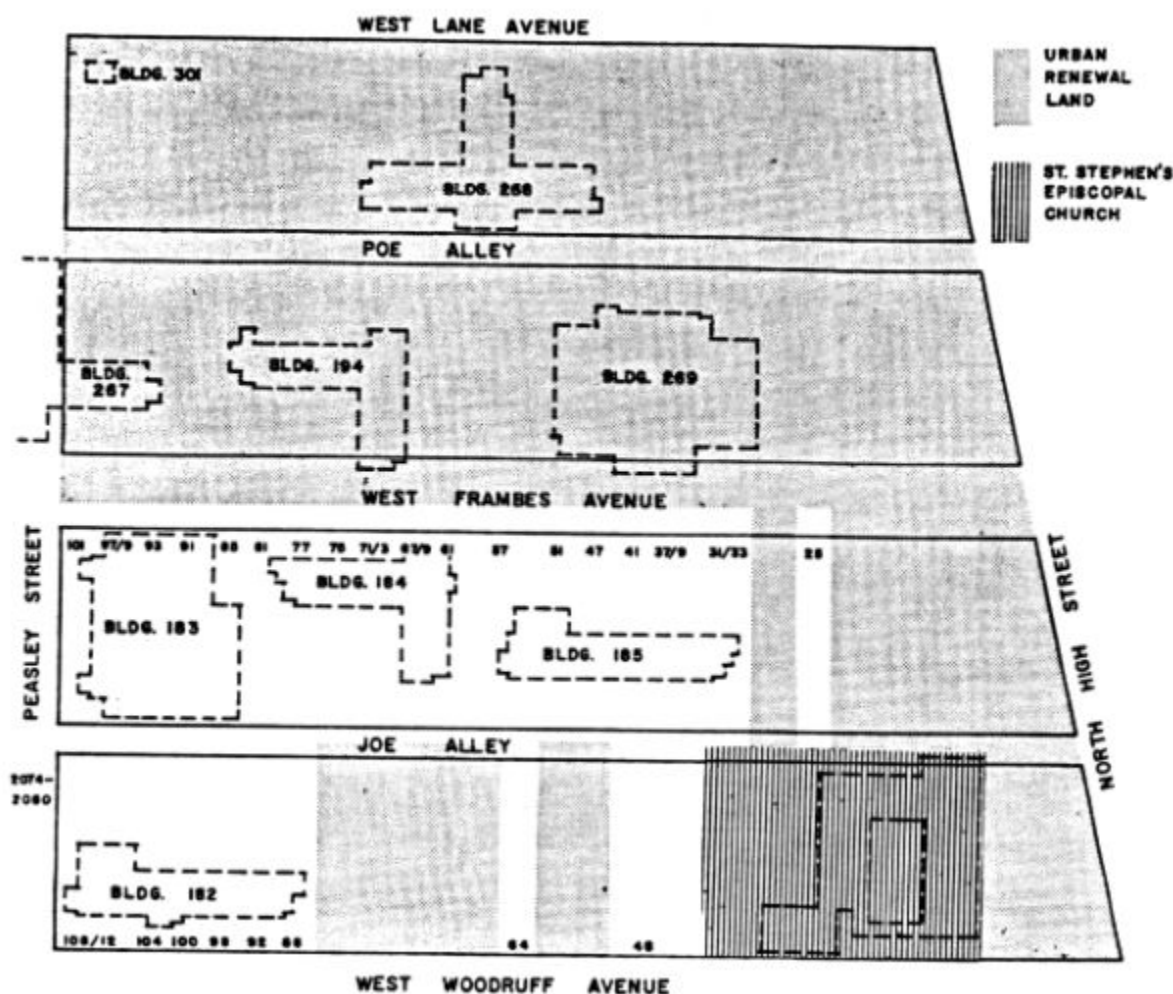 WEST LANE AVENUE
URBAN
RENEWAL
LAND
BLDG. 301
BLDG. 268
ST. STEPHEN'S
EPISCOPAL
CHURCH
POE ALLEY
BLDG.
267
BLDG. 194
BLDG. 269
WEST FRAMBES AVENUE
PEASLEY STREET
101 97/9 93 91 85 81 77 75 71/3 67/9 61 57 51 47 41 37/9 31/33 25
BLDG. 184
BLDG. 183
BLDG. 185
NORTH HIGH STREET
JOE ALLEY
2074-
2080
BLDG. 182
108/12 104 100 98 92 88 64 48
WEST WOODRUFF AVENUE